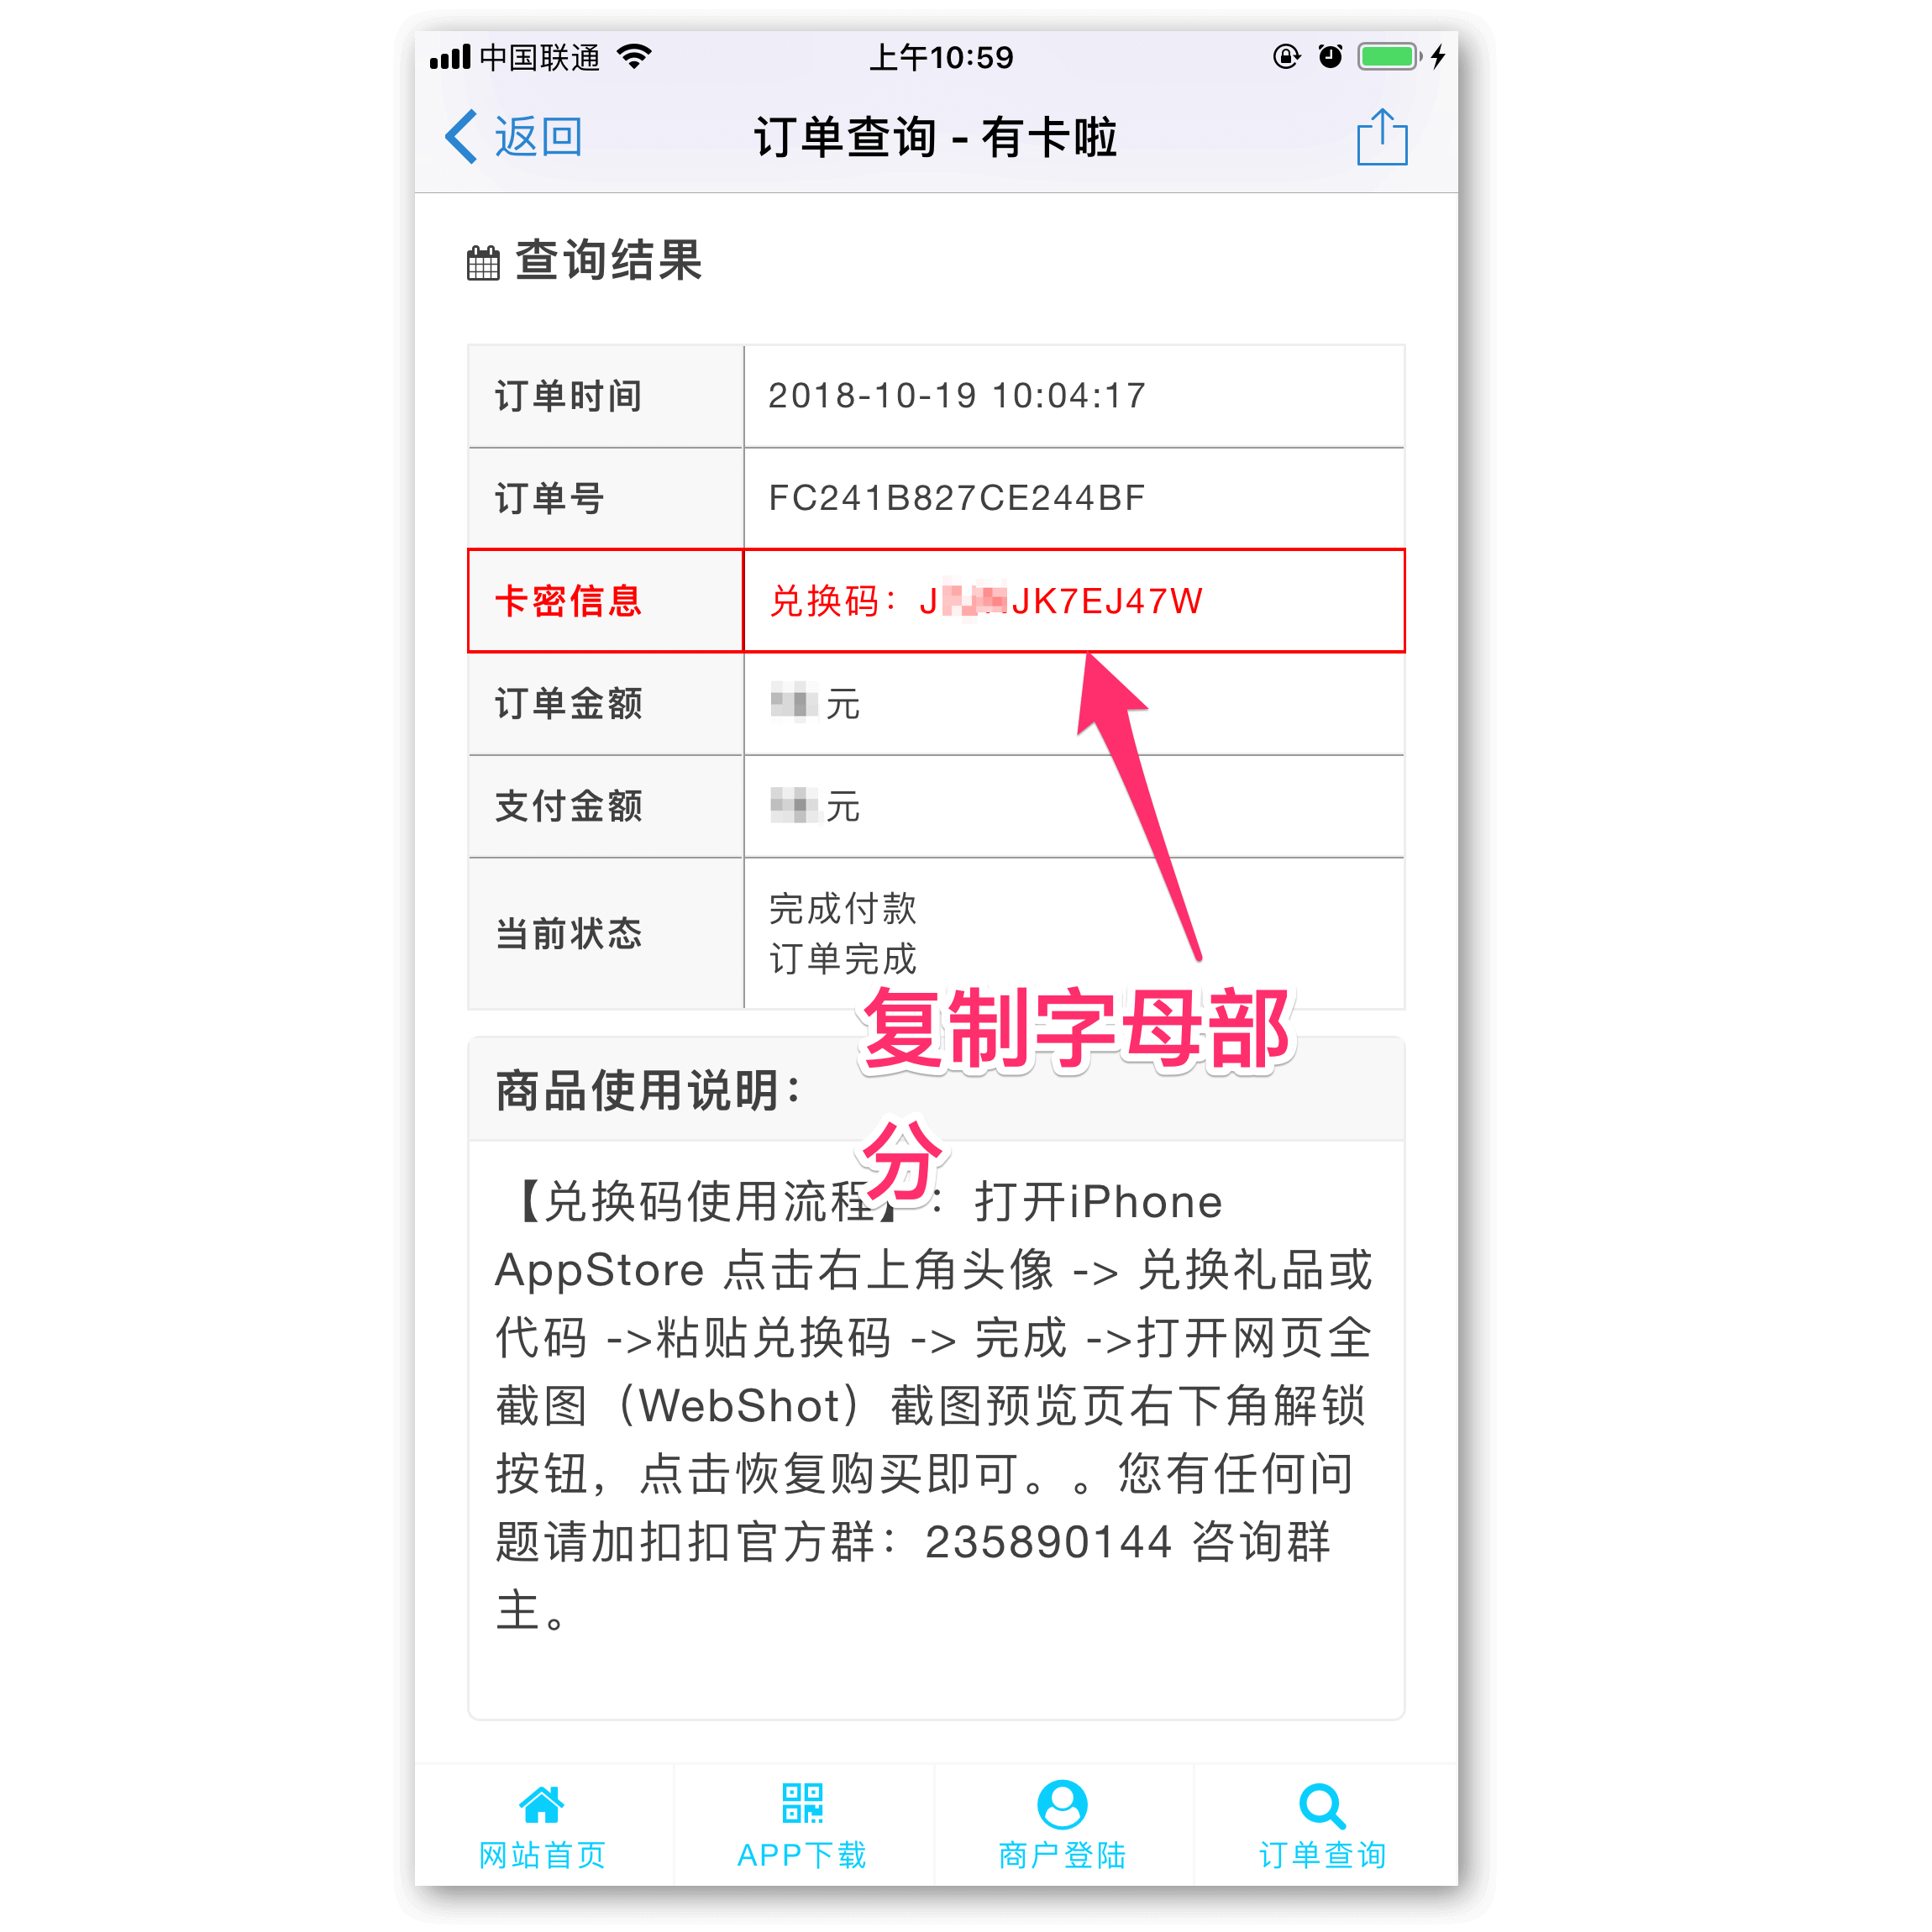 中国联通
上午10:59
返回
订单查询 - 有卡啦
查询结果
订单时间 2018-10-19 10:04:17
订单号 FC241B827CE244BF
卡密信息 兑换码：J JK7EJ47W
订单金额 元
支付金额 元
当前状态 完成付款
订单完成
复制字母部
分
商品使用说明：
【兑换码使用流程】：打开iPhone
AppStore 点击右上角头像 -> 兑换礼品或
代码 ->粘贴兑换码 -> 完成 ->打开网页全
截图（WebShot）截图预览页右下角解锁
按钮，点击恢复购买即可。。您有任何问
题请加扣扣官方群：235890144 咨询群
主。
网站首页
APP下载
商户登陆
订单查询